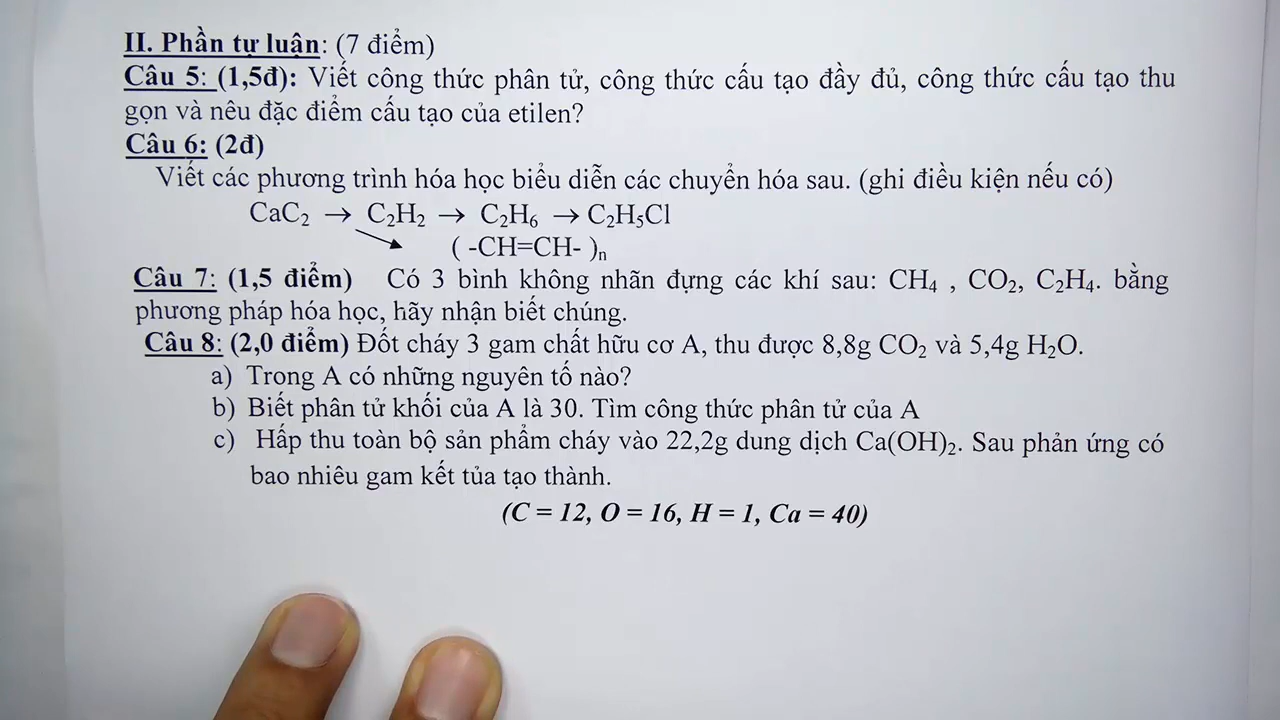 II. Phần tự luận: (7 điểm)
Câu 5: (1,5đ): Viết công thức phân tử, công thức cấu tạo đầy đủ, công thức cấu tạo thu
gọn và nêu đặc điểm cấu tạo của etilen?
Câu 6: (2đ)
Viết các phương trình hóa học biểu diễn các chuyển hóa sau. (ghi điều kiện nếu có)
CaC₂ → C₂H₂ → C₂H₆ → C₂H₅Cl
( -CH=CH- )ₙ
Câu 7: (1,5 điểm) Có 3 bình không nhãn đựng các khí sau: CH₄ , CO₂, C₂H₄. bằng
phương pháp hóa học, hãy nhận biết chúng.
Câu 8: (2,0 điểm) Đốt cháy 3 gam chất hữu cơ A, thu được 8,8g CO₂ và 5,4g H₂O.
a) Trong A có những nguyên tố nào?
b) Biết phân tử khối của A là 30. Tìm công thức phân tử của A
c) Hấp thu toàn bộ sản phẩm cháy vào 22,2g dung dịch Ca(OH)₂. Sau phản ứng có
bao nhiêu gam kết tủa tạo thành.
(C = 12, O = 16, H = 1, Ca = 40)